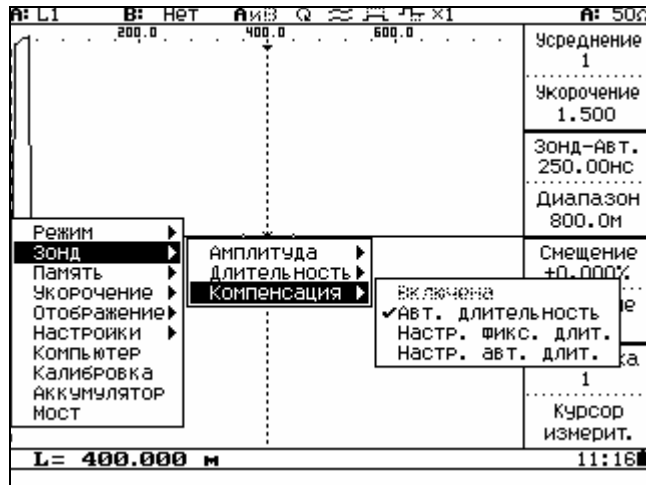 A: L1 B: Нет АиВ Q ×1 A: 50Ω
200.0 400.0 600.0
Усреднение
1
Укорочение
1.500
Зонд-Авт.
250.00нс
Диапазон
800.0м
Смещение
+0.000%
Режим
Зонд
Память
Укорочение
Отображение
Настройки
Компьютер
Калибровка
Аккумулятор
Мост
Амплитуда
Длительность
Компенсация
Включена
✔Авт. длительность
Настр. фикс. длит.
Настр. авт. длит.
1
Курсор
измерит.
L= 400.000 м
11:16